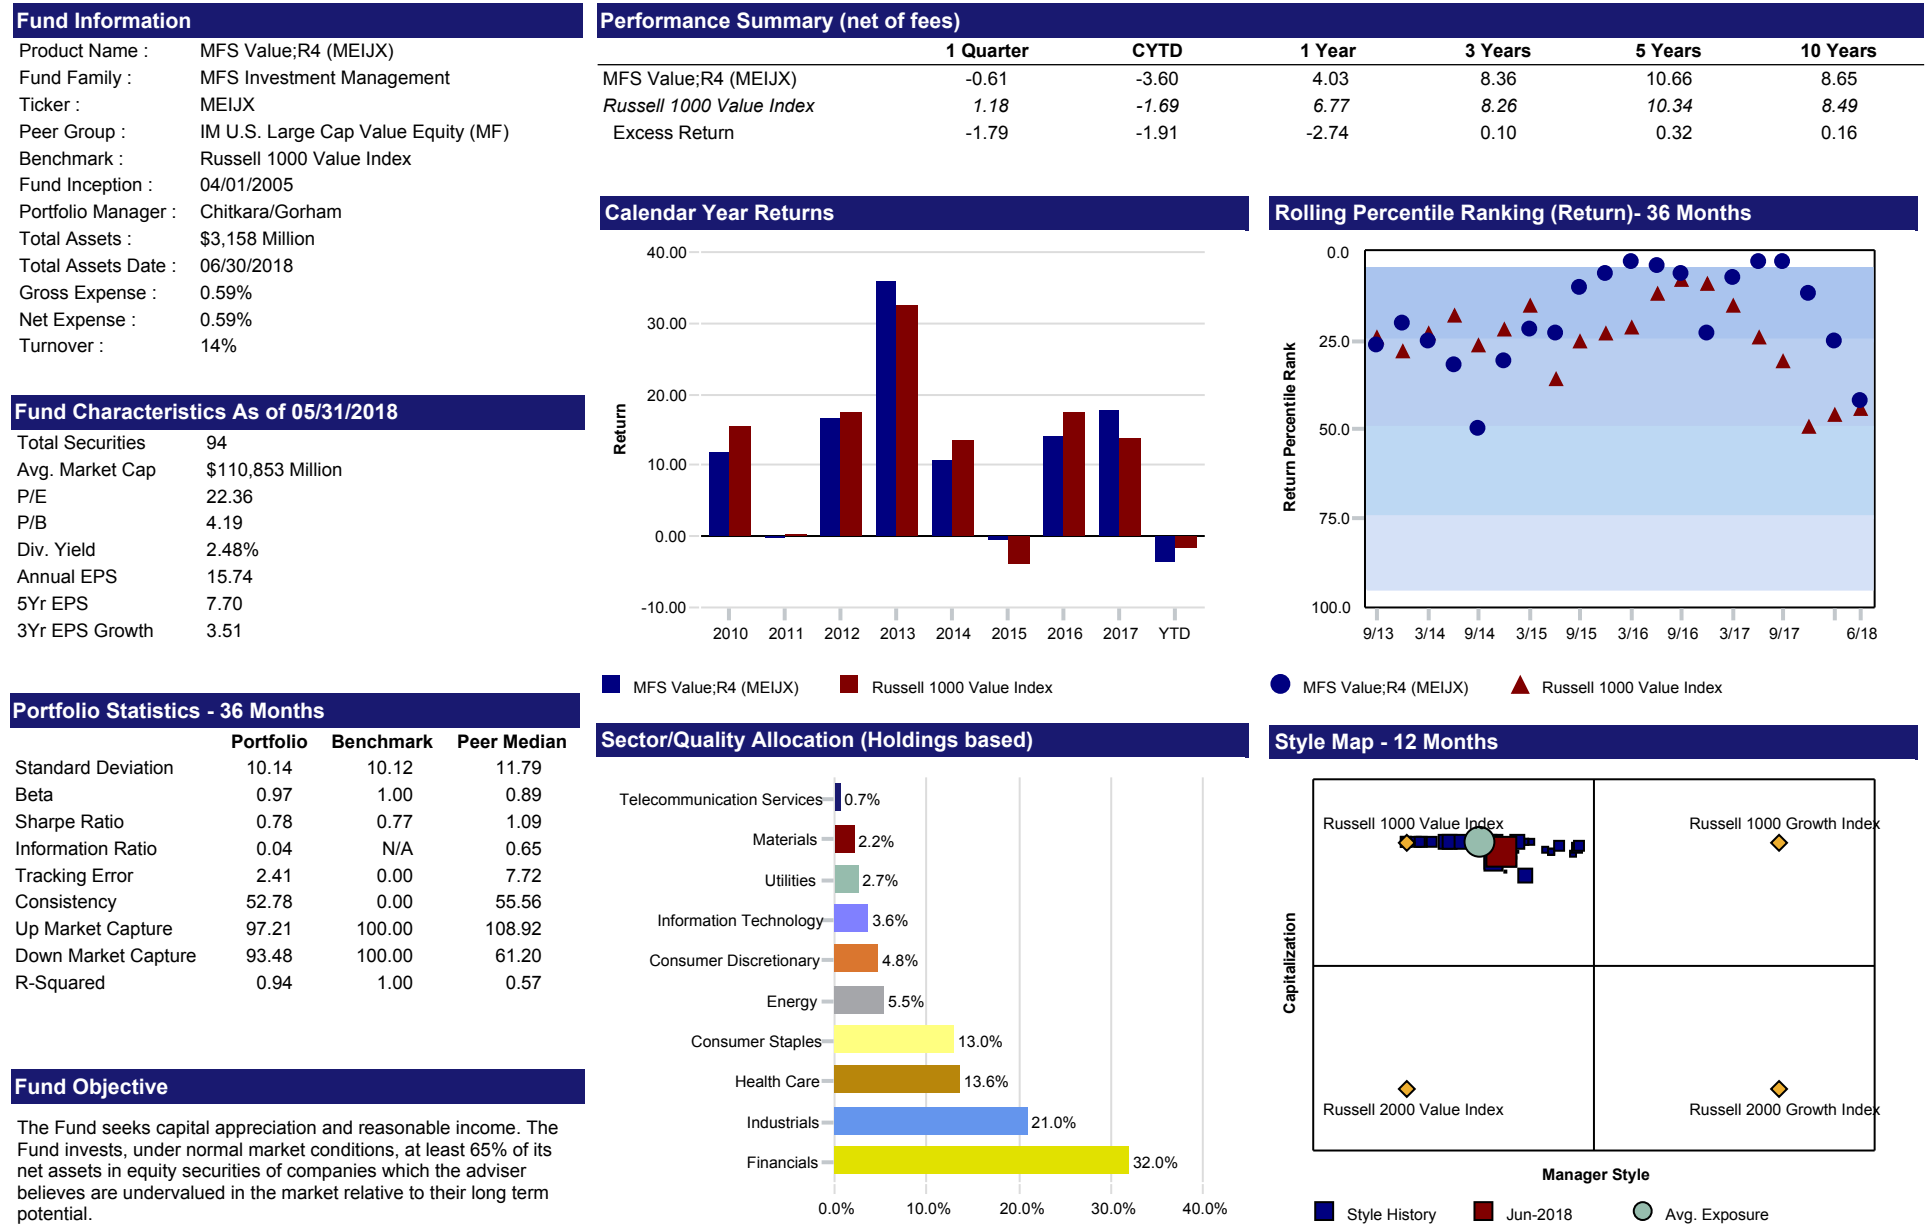 Fund Information
Product Name : MFS Value;R4 (MEIJX)
Fund Family : MFS Investment Management
Ticker : MEIJX
Peer Group : IM U.S. Large Cap Value Equity (MF)
Benchmark : Russell 1000 Value Index
Fund Inception : 04/01/2005
Portfolio Manager : Chitkara/Gorham
Total Assets : $3,158 Million
Total Assets Date : 06/30/2018
Gross Expense : 0.59%
Net Expense : 0.59%
Turnover : 14%
Fund Characteristics As of 05/31/2018
Total Securities 94
Avg. Market Cap $110,853 Million
P/E 22.36
P/B 4.19
Div. Yield 2.48%
Annual EPS 15.74
5Yr EPS 7.70
3Yr EPS Growth 3.51
Portfolio Statistics - 36 Months
Portfolio Benchmark Peer Median
Standard Deviation 10.14 10.12 11.79
Beta 0.97 1.00 0.89
Sharpe Ratio 0.78 0.77 1.09
Information Ratio 0.04 N/A 0.65
Tracking Error 2.41 0.00 7.72
Consistency 52.78 0.00 55.56
Up Market Capture 97.21 100.00 108.92
Down Market Capture 93.48 100.00 61.20
R-Squared 0.94 1.00 0.57
Fund Objective
The Fund seeks capital appreciation and reasonable income. The
Fund invests, under normal market conditions, at least 65% of its
net assets in equity securities of companies which the adviser
believes are undervalued in the market relative to their long term
potential.
Performance Summary (net of fees)
1 Quarter CYTD 1 Year 3 Years 5 Years 10 Years
MFS Value;R4 (MEIJX) -0.61 -3.60 4.03 8.36 10.66 8.65
Russell 1000 Value Index 1.18 -1.69 6.77 8.26 10.34 8.49
Excess Return -1.79 -1.91 -2.74 0.10 0.32 0.16
Calendar Year Returns
40.00
30.00
20.00
10.00
0.00
-10.00
Return
2010 2011 2012 2013 2014 2015 2016 2017 YTD
MFS Value;R4 (MEIJX) Russell 1000 Value Index
Rolling Percentile Ranking (Return)- 36 Months
0.0
25.0
50.0
75.0
100.0
Return Percentile Rank
9/13 3/14 9/14 3/15 9/15 3/16 9/16 3/17 9/17 6/18
MFS Value;R4 (MEIJX) Russell 1000 Value Index
Sector/Quality Allocation (Holdings based)
Telecommunication Services 0.7%
Materials 2.2%
Utilities 2.7%
Information Technology 3.6%
Consumer Discretionary 4.8%
Energy 5.5%
Consumer Staples 13.0%
Health Care 13.6%
Industrials 21.0%
Financials 32.0%
0.0% 10.0% 20.0% 30.0% 40.0%
Style Map - 12 Months
Russell 1000 Value Index Russell 1000 Growth Index
Capitalization
Russell 2000 Value Index Russell 2000 Growth Index
Manager Style
Style History Jun-2018 Avg. Exposure